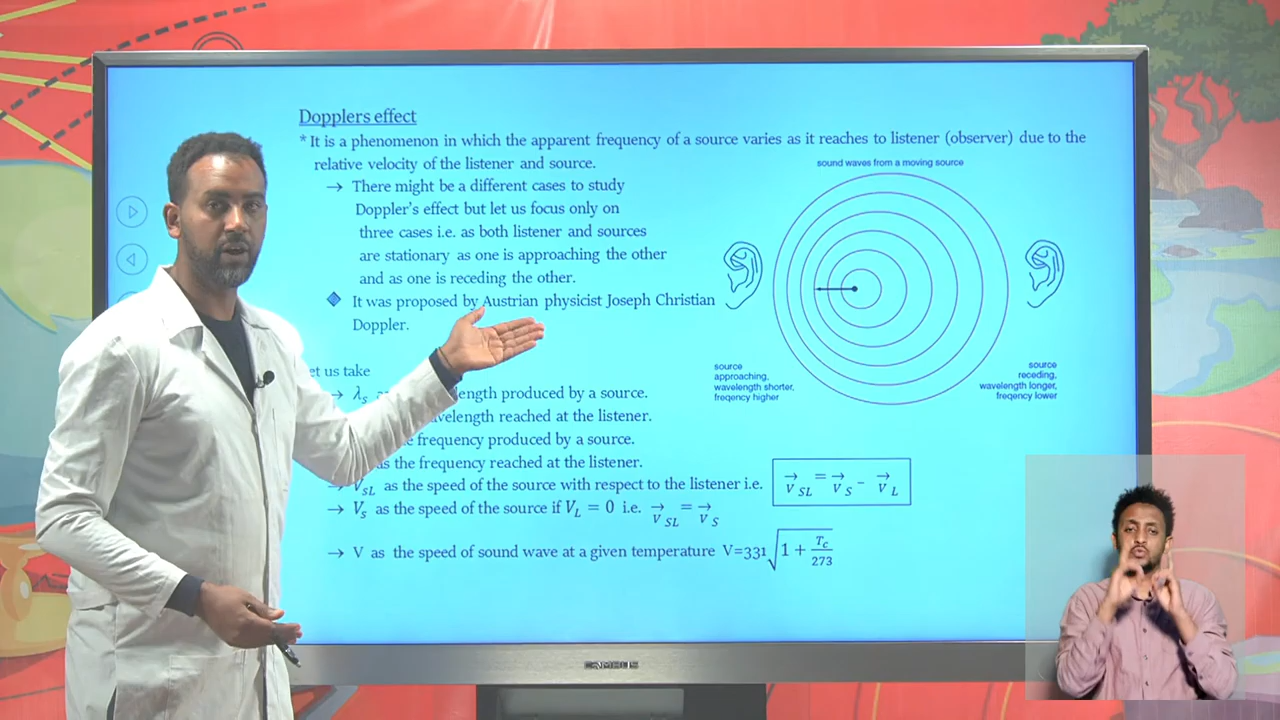 Dopplers effect
* It is a phenomenon in which the apparent frequency of a source varies as it reaches to listener (observer) due to the
relative velocity of the listener and source.
sound waves from a moving source
→ There might be a different cases to study
Doppler's effect but let us focus only on
three cases i.e. as both listener and sources
are stationary as one is approaching the other
and as one is receding the other.
❖ It was proposed by Austrian physicist Joseph Christian
Doppler.
source
approaching,
wavelength shorter,
freqency higher
source
receding,
wavelength longer,
freqency lower
et us take
→ λs length produced by a source.
velength reached at the listener.
e frequency produced by a source.
as the frequency reached at the listener.
→ VSL as the speed of the source with respect to the listener i.e. V⃗SL = V⃗S - V⃗L
→ Vs as the speed of the source if VL = 0 i.e. V⃗SL = V⃗S
→ V as the speed of sound wave at a given temperature V=331√(1 + Tc/273)